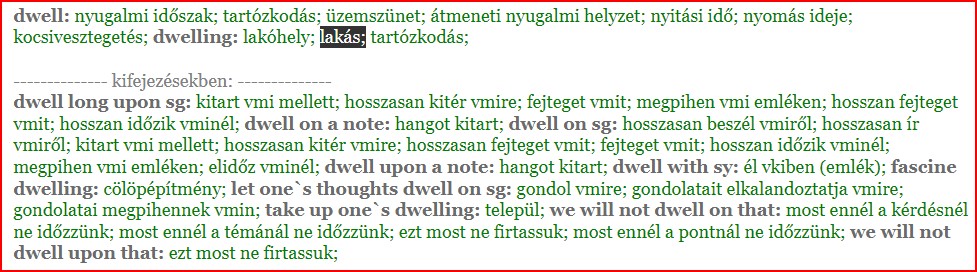 dwell: nyugalmi időszak; tartózkodás; üzemszünet; átmeneti nyugalmi helyzet; nyitási idő; nyomás ideje;
kocsivesztegetés; dwelling: lakóhely; lakás; tartózkodás;
-------------- kifejezésekben: --------------
dwell long upon sg: kitart vmi mellett; hosszasan kitér vmire; fejteget vmit; megpihen vmi emléken; hosszan fejteget
vmit; hosszan időzik vminél; dwell on a note: hangot kitart; dwell on sg: hosszasan beszél vmiről; hosszasan ír
vmiről; kitart vmi mellett; hosszasan kitér vmire; hosszasan fejteget vmit; fejteget vmit; hosszan időzik vminél;
megpihen vmi emléken; elidőz vminél; dwell upon a note: hangot kitart; dwell with sy: él vkiben (emlék); fascine
dwelling: cölöpépítmény; let one`s thoughts dwell on sg: gondol vmire; gondolatait elkalandoztatja vmire;
gondolatai megpihennek vmin; take up one`s dwelling: települ; we will not dwell on that: most ennél a kérdésnél
ne időzzünk; most ennél a témánál ne időzzünk; ezt most ne firtassuk; most ennél a pontnál ne időzzünk; we will not
dwell upon that: ezt most ne firtassuk;